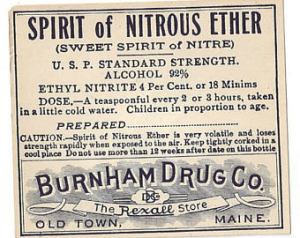 SPIRIT of NITROUS ETHER
(SWEET SPIRIT of NITRE)
U. S. P. STANDARD STRENGTH.
ALCOHOL 92%
ETHYL NITRITE 4 Per Cent. or 18 Minims
DOSE,—A teaspoonful every 2 or 3 hours, taken
in a little cold water. Children in proportion to age.
PREPARED
CAUTION.—Spirit of Nitrous Ether is very volatile and loses
strength rapidly when exposed to the air. Keep tightly corked in a
cool place Do not use more than 12 weeks after date on this bottle
BURNHAM DRUG CO.
The Rexall Store
OLD TOWN, MAINE.